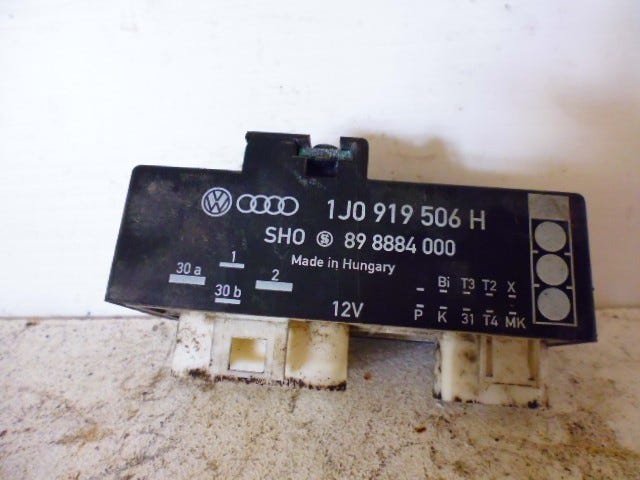 VW 1J0 919 506 H
SHO S 89 8884 000
Made in Hungary
30 a 1 2
30 b
12V
- Bi T3 T2 X
P K 31 T4 MK